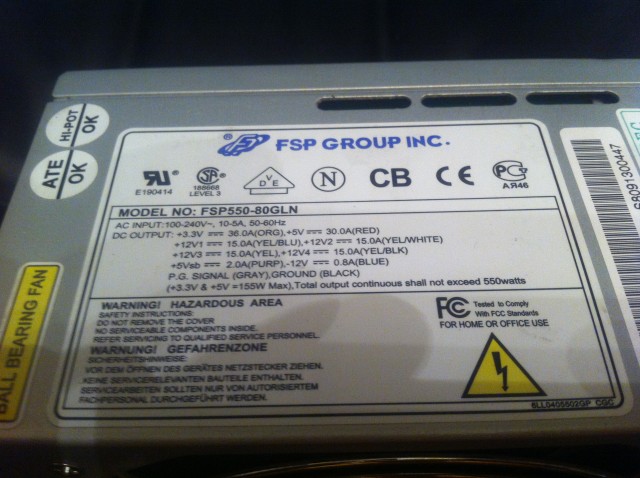 HI-POT
OK
ATE
OK
FSP GROUP INC.
E190414
188668
LEVEL 3
VDE
N
CB
CE
A.Я46
MODEL NO: FSP550-80GLN
AC INPUT:100-240V~, 10-5A, 50-60Hz
DC OUTPUT: +3.3V ⎓ 36.0A(ORG),+5V ⎓ 30.0A(RED)
+12V1 ⎓ 15.0A(YEL/BLU),+12V2 ⎓ 15.0A(YEL/WHITE)
+12V3 ⎓ 15.0A(YEL), +12V4 ⎓ 15.0A(YEL/BLK)
+5Vsb ⎓ 2.0A(PURP),-12V ⎓ 0.8A(BLUE)
P.G. SIGNAL (GRAY),GROUND (BLACK)
(+3.3V & +5V =155W Max),Total output continuous shall not exceed 550watts
WARNING! HAZARDOUS AREA
SAFETY INSTRUCTIONS:
DO NOT REMOVE THE COVER
NO SERVICEABLE COMPONENTS INSIDE.
REFER SERVICING TO QUALIFIED SERVICE PERSONNEL.
WARNUNG! GEFAHRENZONE
SICHERHEITSHINWEISE:
VOR DEM ÖFFNEN DES GERÄTES NETZSTECKER ZIEHEN.
KEINE SERVICERELEVANTEN BAUTEILE ENTHALTEN.
SERVICEARBEITEN SOLLTEN NUR VON AUTORISIERTEM
FACHPERSONAL DURCHGEFÜHRT WERDEN.
FC Tested to Comply
With FCC Standards
FOR HOME OR OFFICE USE
BALL BEARING FAN
S8091300447